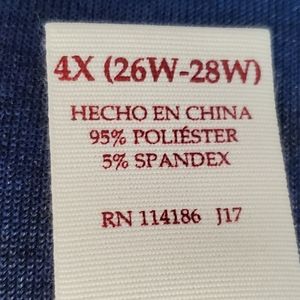 4X (26W-28W)
HECHO EN CHINA
95% POLIÉSTER
5% SPANDEX
RN 114186 J17